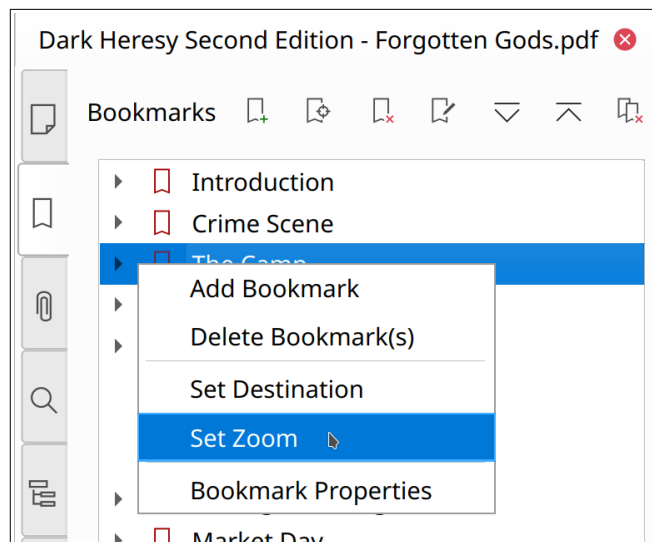 Dark Heresy Second Edition - Forgotten Gods.pdf
Bookmarks
Introduction
Crime Scene
The Camp
Add Bookmark
Delete Bookmark(s)
Set Destination
Set Zoom
Bookmark Properties
Market Day